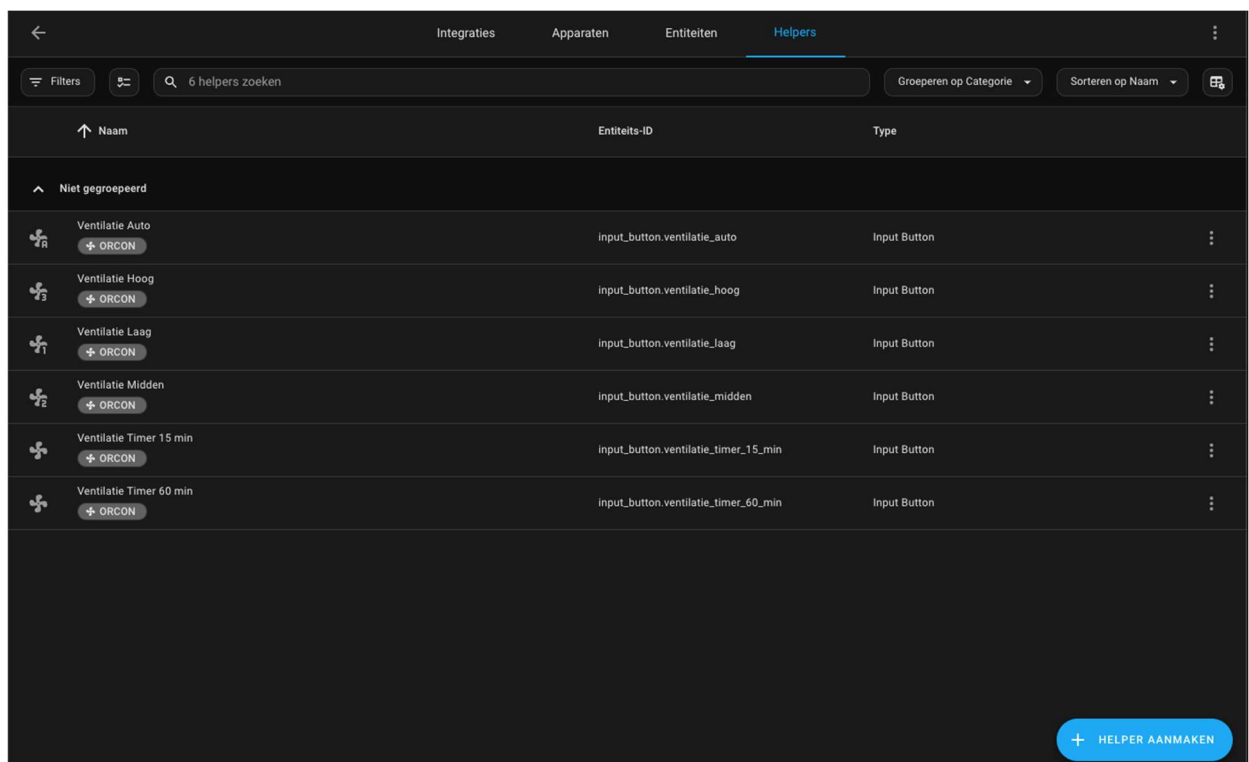 Integraties Apparaten Entiteiten Helpers
Filters 6 helpers zoeken Groeperen op Categorie Sorteren op Naam
Naam Entiteits-ID Type
Niet gegroepeerd
Ventilatie Auto
ORCON input_button.ventilatie_auto Input Button
Ventilatie Hoog
ORCON input_button.ventilatie_hoog Input Button
Ventilatie Laag
ORCON input_button.ventilatie_laag Input Button
Ventilatie Midden
ORCON input_button.ventilatie_midden Input Button
Ventilatie Timer 15 min
ORCON input_button.ventilatie_timer_15_min Input Button
Ventilatie Timer 60 min
ORCON input_button.ventilatie_timer_60_min Input Button
+ HELPER AANMAKEN